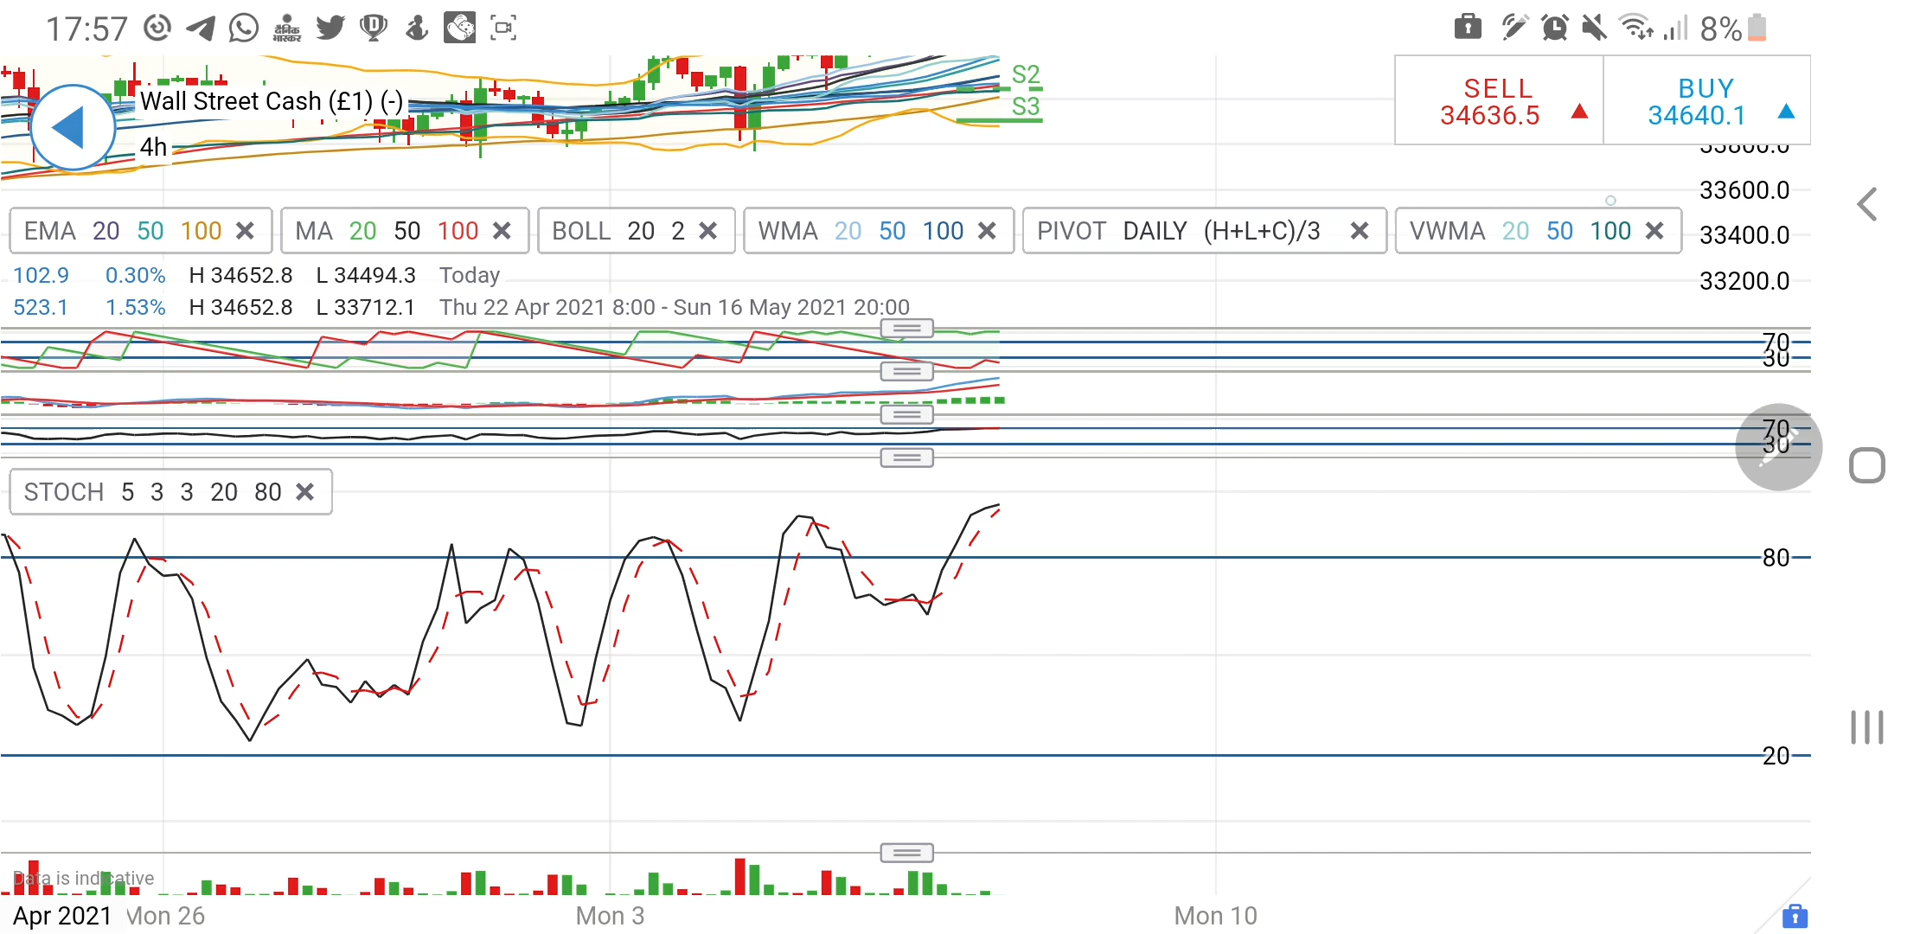 17:57 दैनिक भास्कर 8%
Wall Street Cash (£1) (-)
4h
S2
S3
SELL
34636.5
BUY
34640.1
33800.0
33600.0
33400.0
33200.0
EMA 20 50 100
MA 20 50 100
BOLL 20 2
WMA 20 50 100
PIVOT DAILY (H+L+C)/3
VWMA 20 50 100
102.9 0.30% H 34652.8 L 34494.3 Today
523.1 1.53% H 34652.8 L 33712.1 Thu 22 Apr 2021 8:00 - Sun 16 May 2021 20:00
70
30
70
30
STOCH 5 3 3 20 80
80
20
Data is indicative
Apr 2021 Mon 26 Mon 3 Mon 10